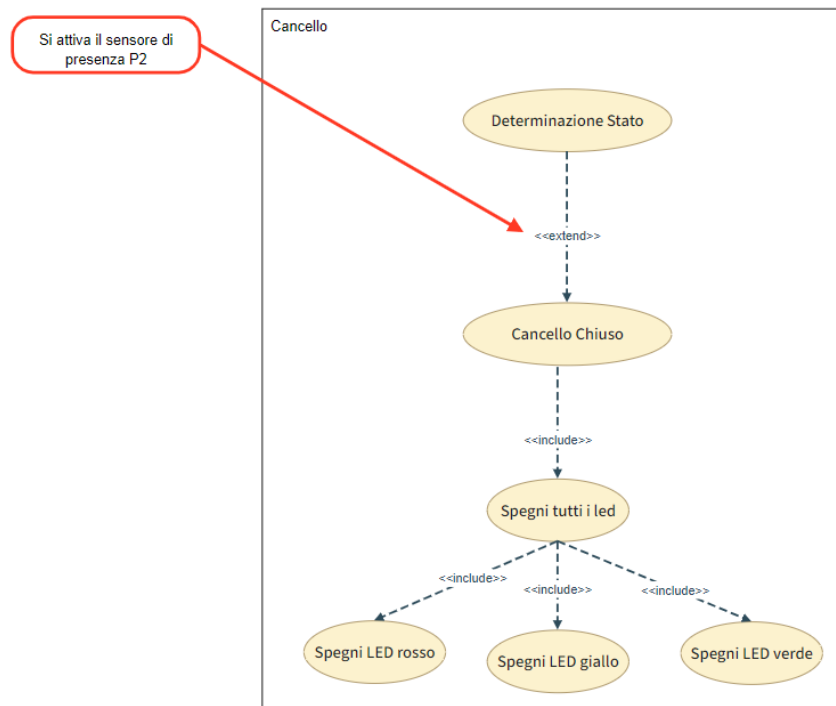 Cancello
Si attiva il sensore di
presenza P2
Determinazione Stato
<<extend>>
Cancello Chiuso
<<include>>
Spegni tutti i led
<<include>>
<<include>>
<<include>>
Spegni LED rosso
Spegni LED giallo
Spegni LED verde